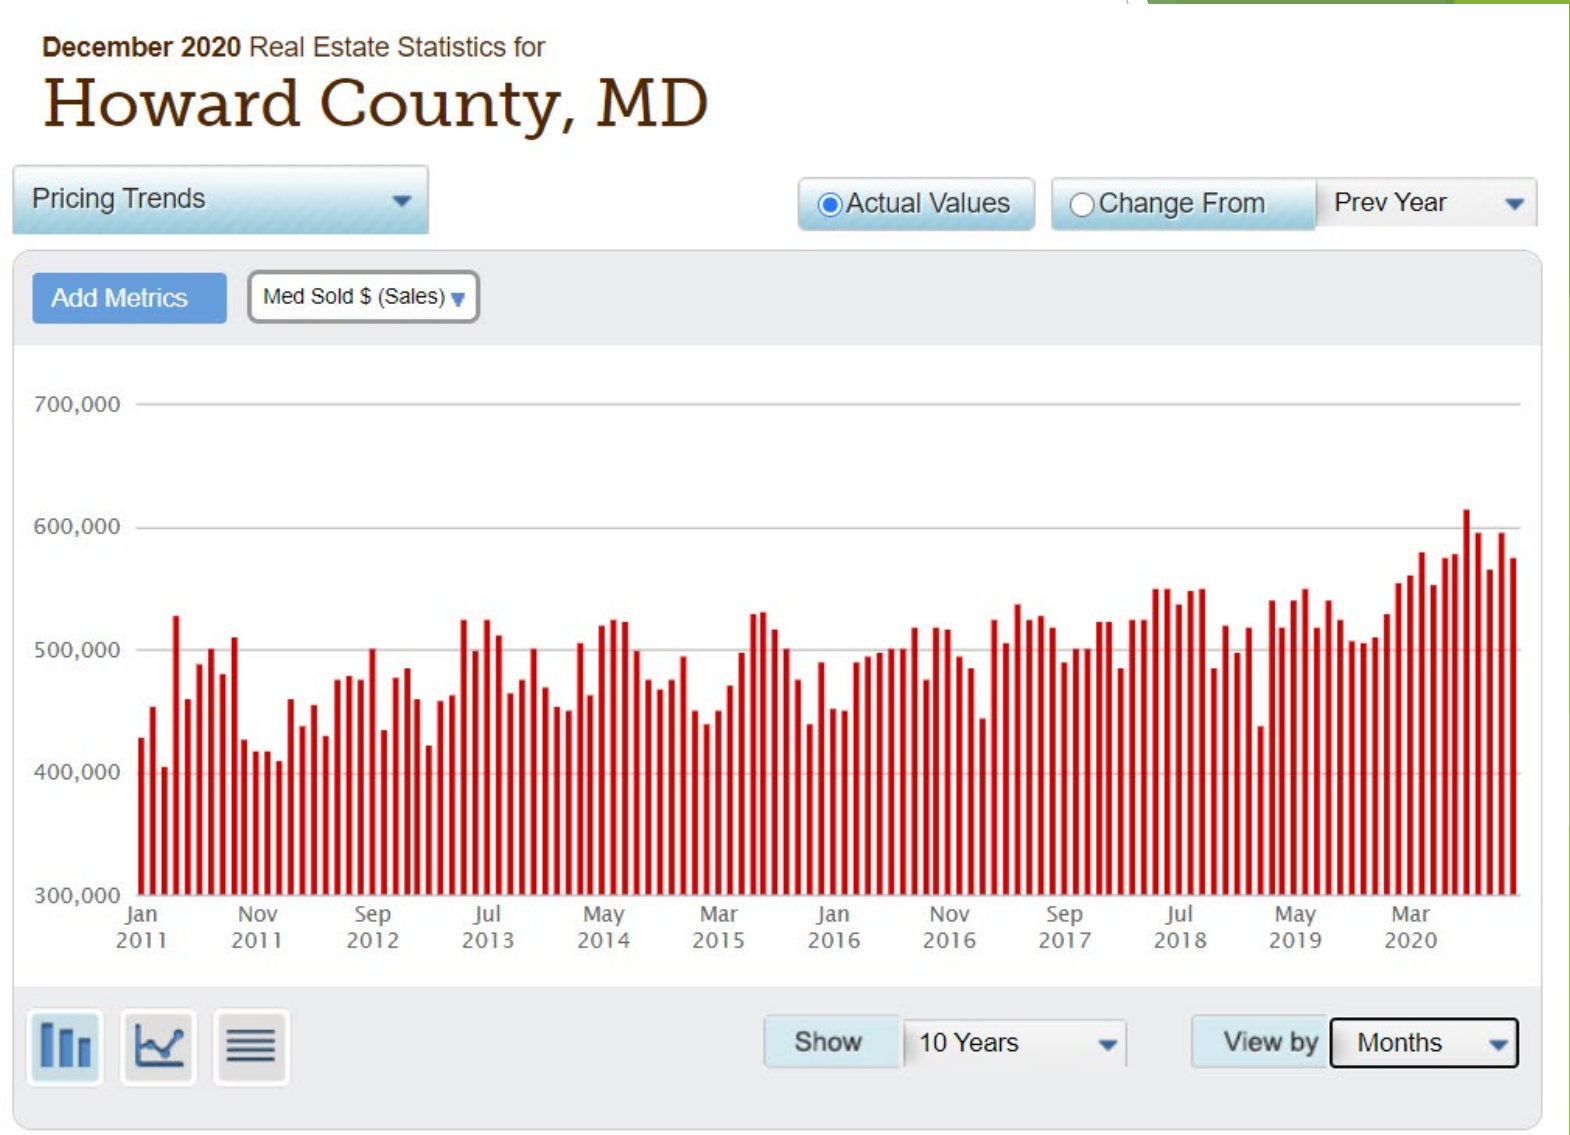 December 2020 Real Estate Statistics for
Howard County, MD
Pricing Trends
Actual Values
Change From
Prev Year
Add Metrics
Med Sold $ (Sales)
700,000
600,000
500,000
400,000
300,000
Jan Nov Sep Jul May Mar Jan Nov Sep Jul May Mar
2011 2011 2012 2013 2014 2015 2016 2016 2017 2018 2019 2020
Show
10 Years
View by
Months